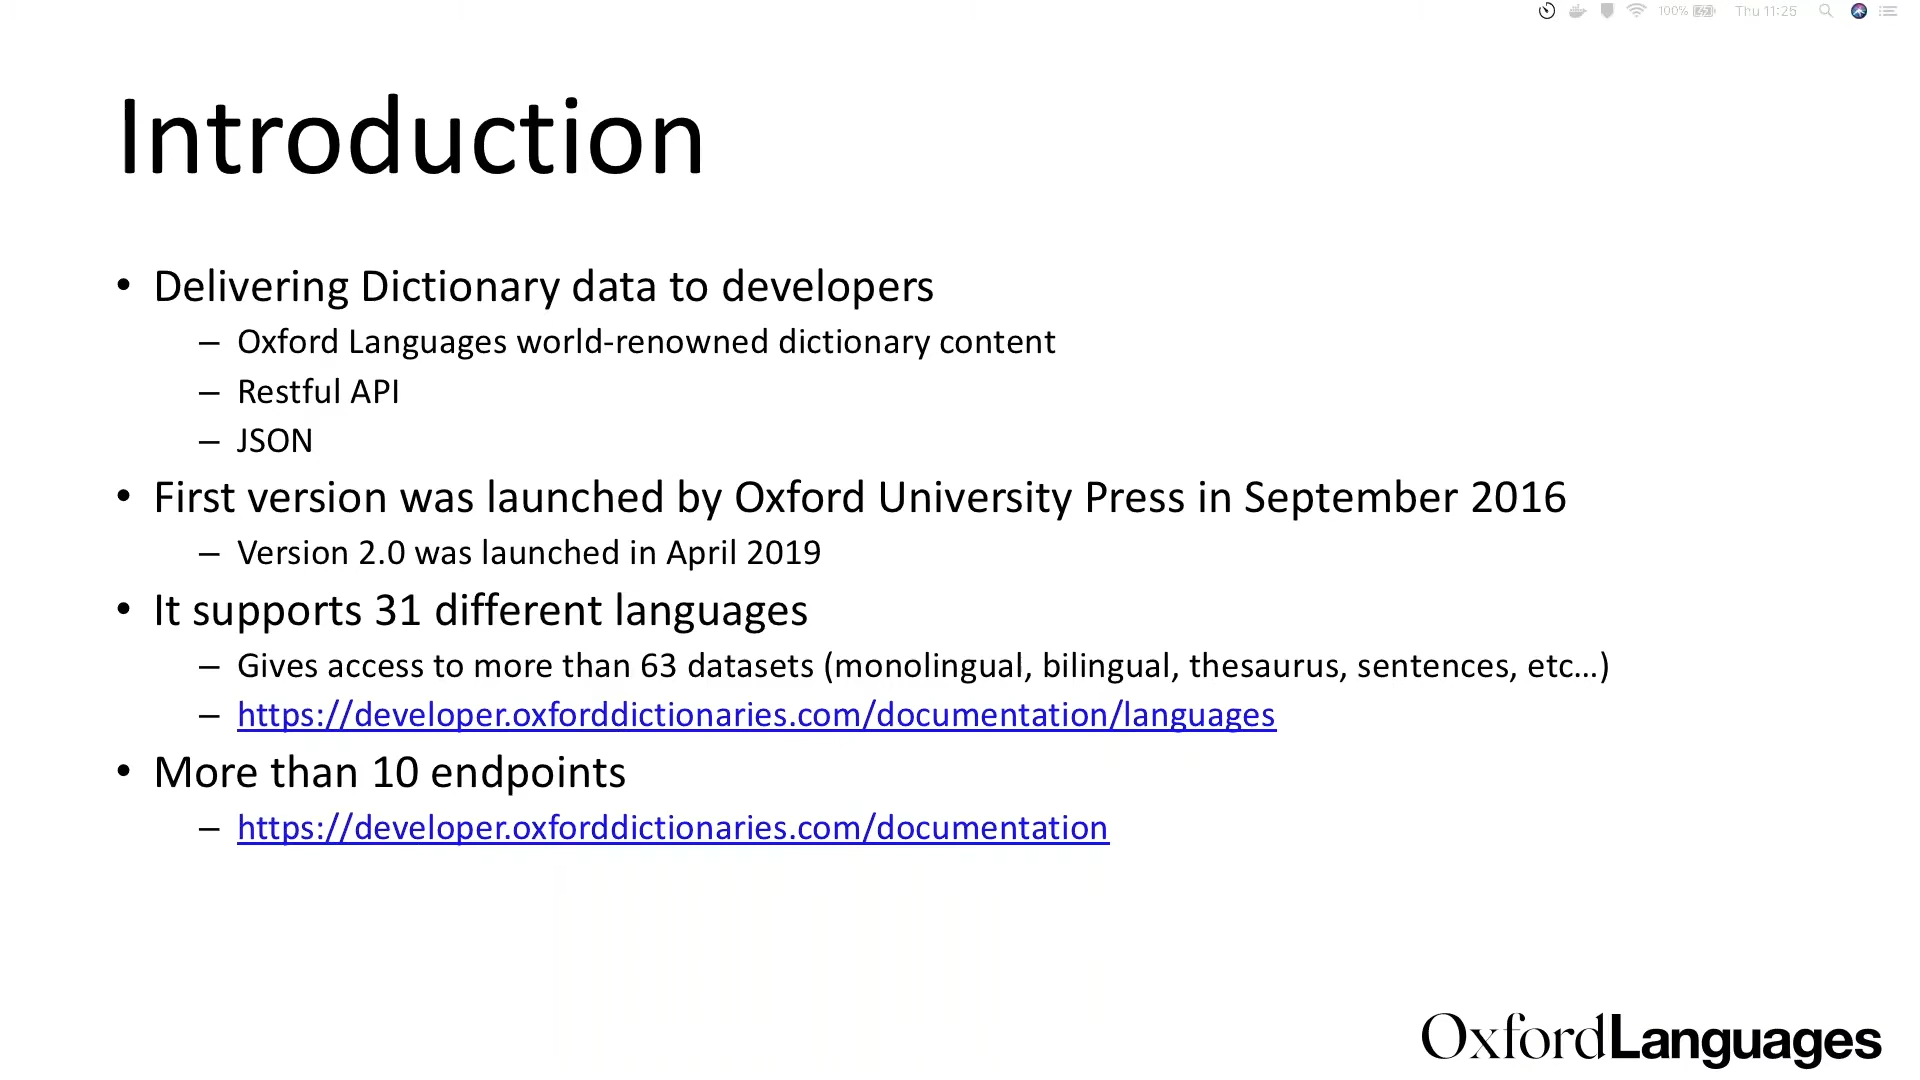 100% Thu 11:25
Introduction
• Delivering Dictionary data to developers
– Oxford Languages world-renowned dictionary content
– Restful API
– JSON
• First version was launched by Oxford University Press in September 2016
– Version 2.0 was launched in April 2019
• It supports 31 different languages
– Gives access to more than 63 datasets (monolingual, bilingual, thesaurus, sentences, etc…)
– https://developer.oxforddictionaries.com/documentation/languages
• More than 10 endpoints
– https://developer.oxforddictionaries.com/documentation
OxfordLanguages